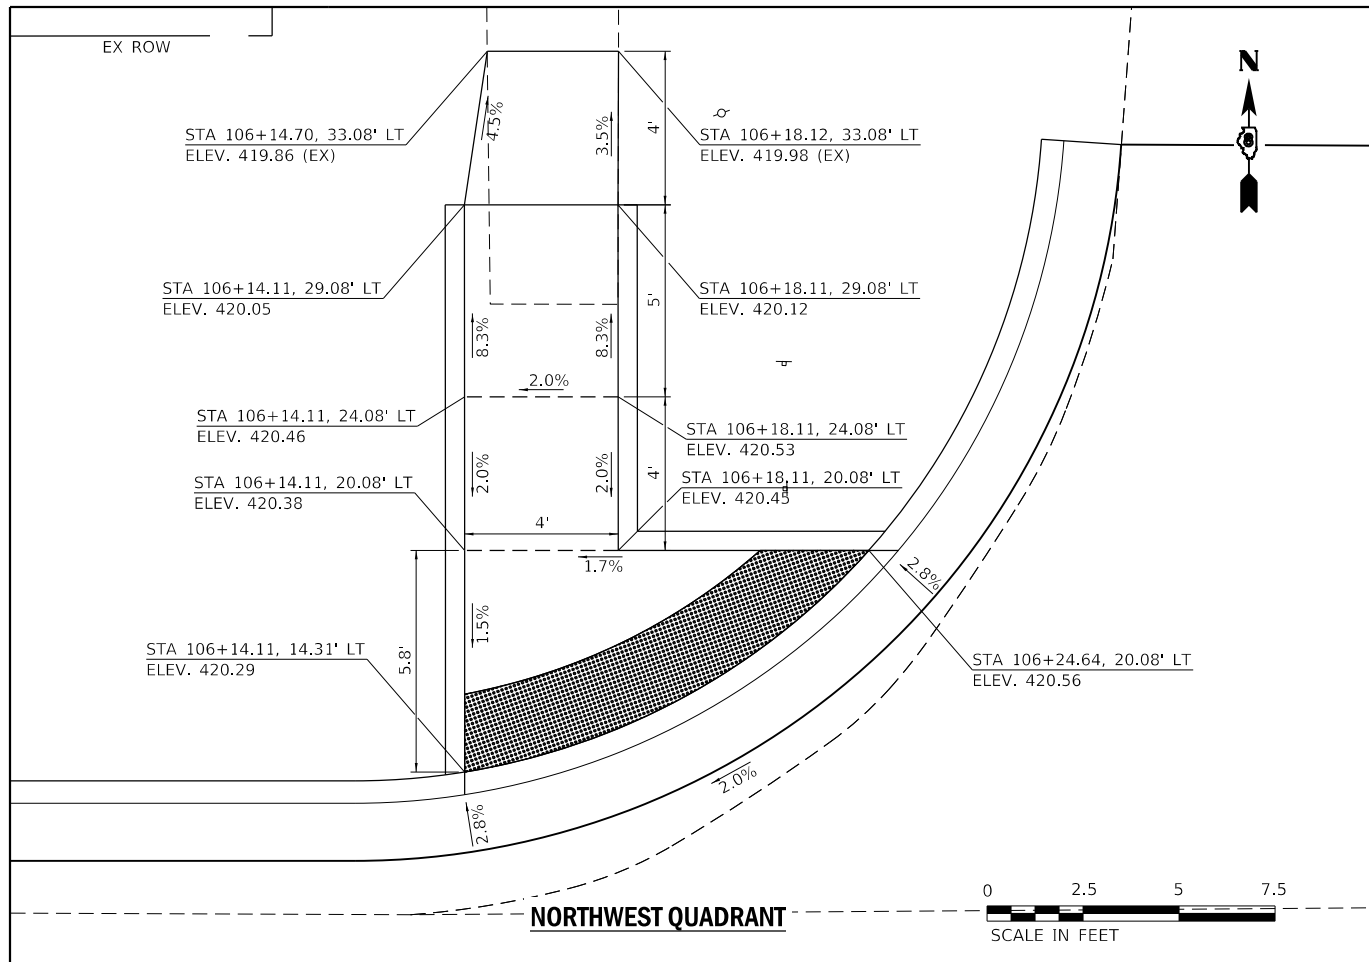 EX ROW
N
4.5%
3.5%
4'
STA 106+14.70, 33.08' LT
ELEV. 419.86 (EX)
STA 106+18.12, 33.08' LT
ELEV. 419.98 (EX)
STA 106+14.11, 29.08' LT
ELEV. 420.05
STA 106+18.11, 29.08' LT
ELEV. 420.12
5'
8.3%
8.3%
2.0%
STA 106+14.11, 24.08' LT
ELEV. 420.46
STA 106+18.11, 24.08' LT
ELEV. 420.53
2.0%
2.0%
4'
STA 106+14.11, 20.08' LT
ELEV. 420.38
STA 106+18.11, 20.08' LT
ELEV. 420.45
4'
1.7%
2.8%
1.5%
5.8'
STA 106+14.11, 14.31' LT
ELEV. 420.29
STA 106+24.64, 20.08' LT
ELEV. 420.56
2.0%
2.8%
NORTHWEST QUADRANT
0 2.5 5 7.5
SCALE IN FEET